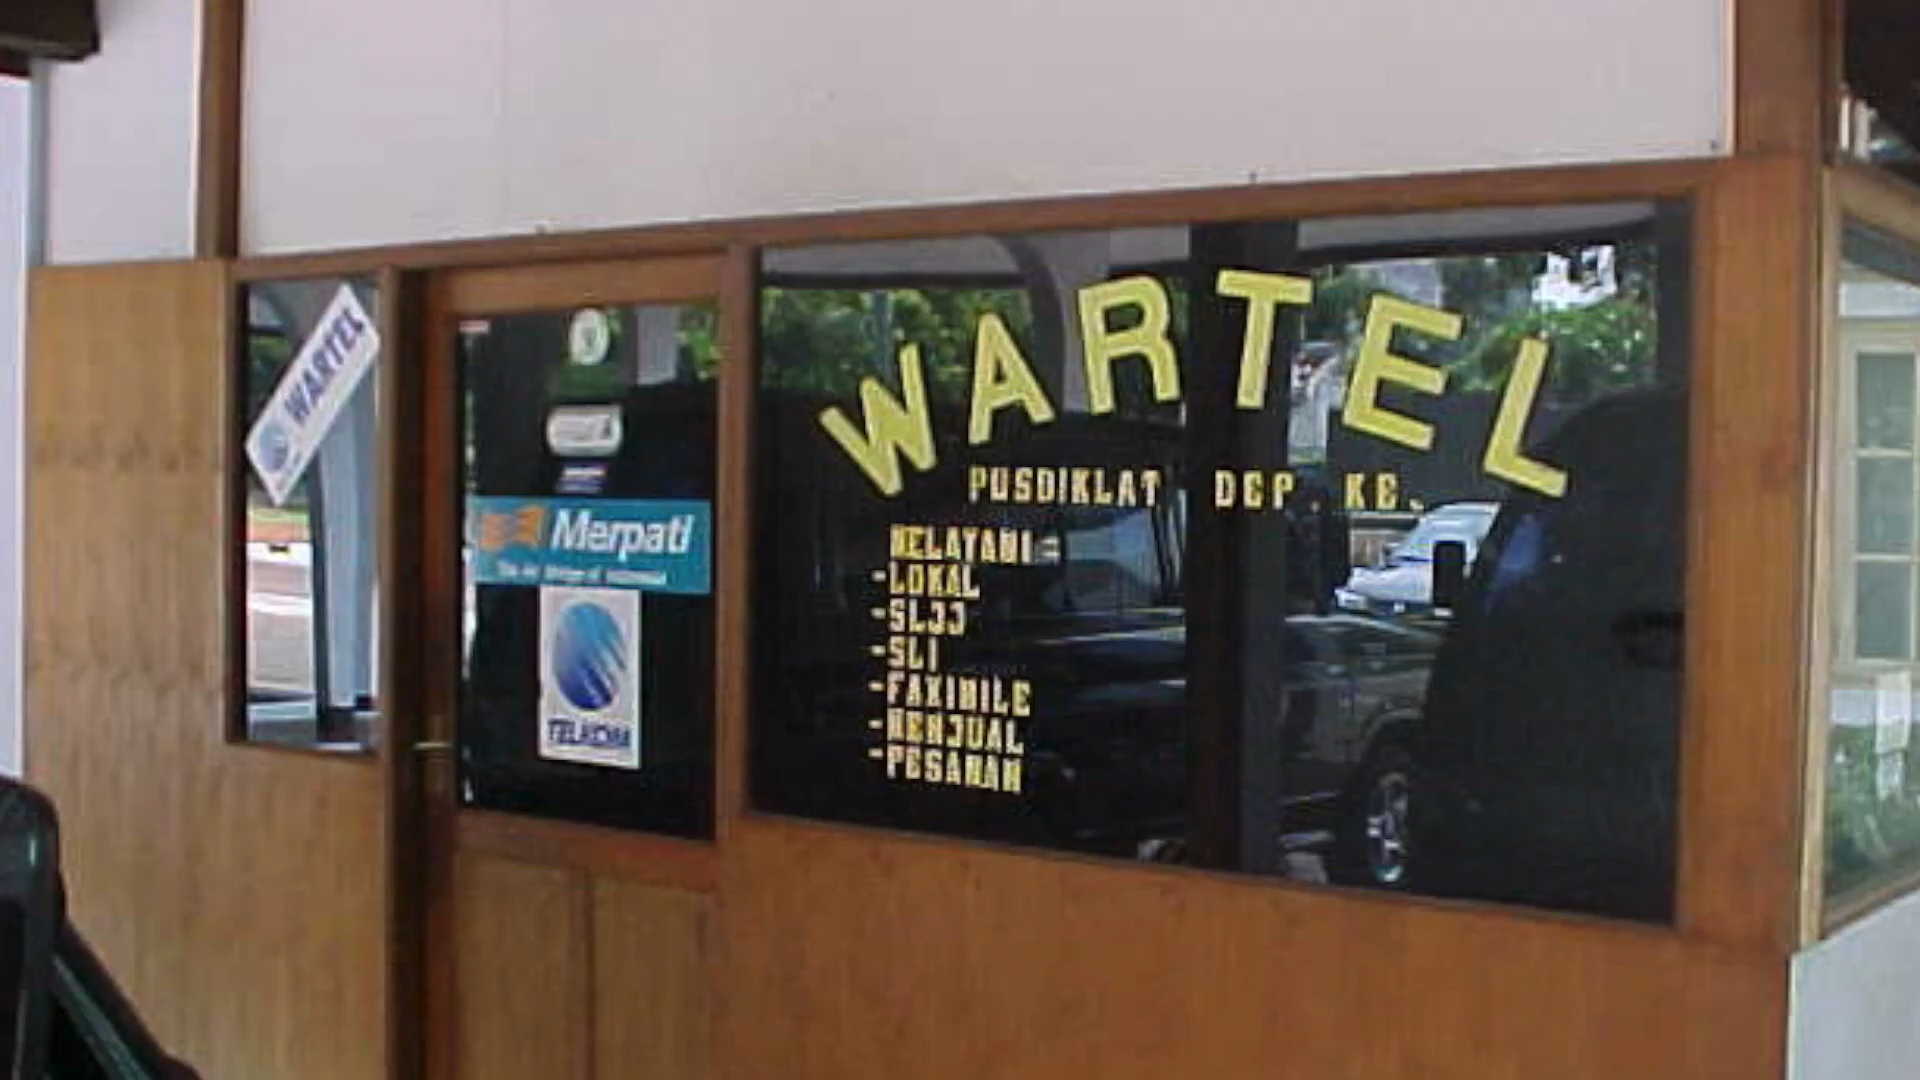 WARTEL
Merpati
TELKOM
WARTEL
PUSDIKLAT DEP. KE.
MELAYANI =
-LOKAL
-SLJJ
-SLI
-FAXIMILE
-MENJUAL
-PESANAN